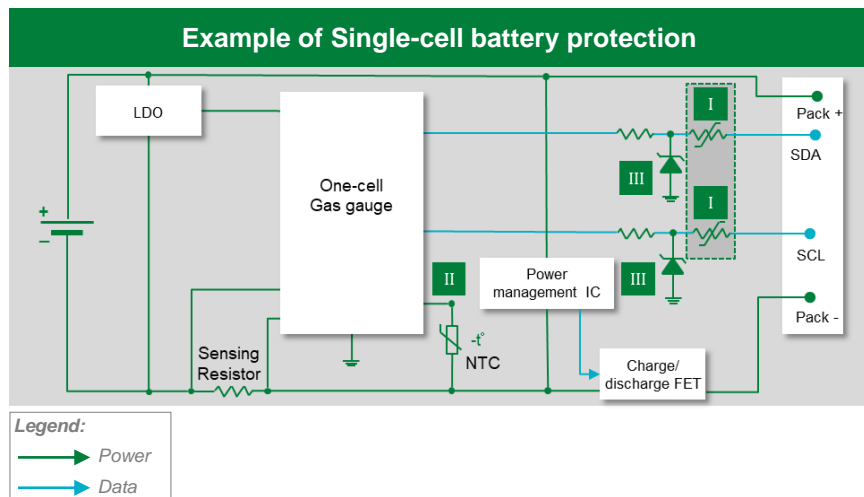 Example of Single-cell battery protection
LDO
I
Pack +
SDA
III
One-cell
Gas gauge
I
SCL
II
Power
management IC
III
Pack -
+
–
-t°
NTC
Sensing
Resistor
Charge/
discharge FET
Legend:
Power
Data